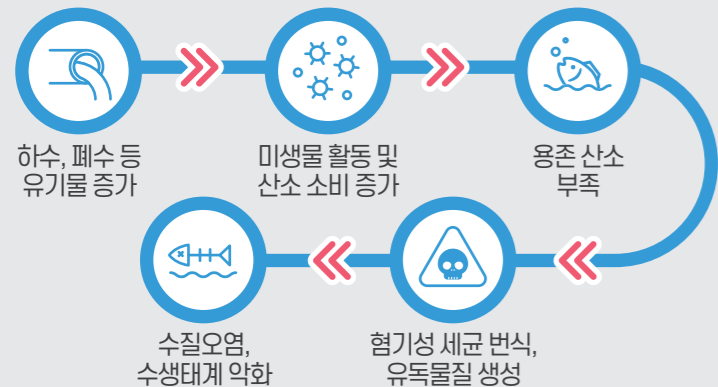 하수, 폐수 등
유기물 증가
미생물 활동 및
산소 소비 증가
용존 산소
부족
혐기성 세균 번식,
유독물질 생성
수질오염,
수생태계 악화